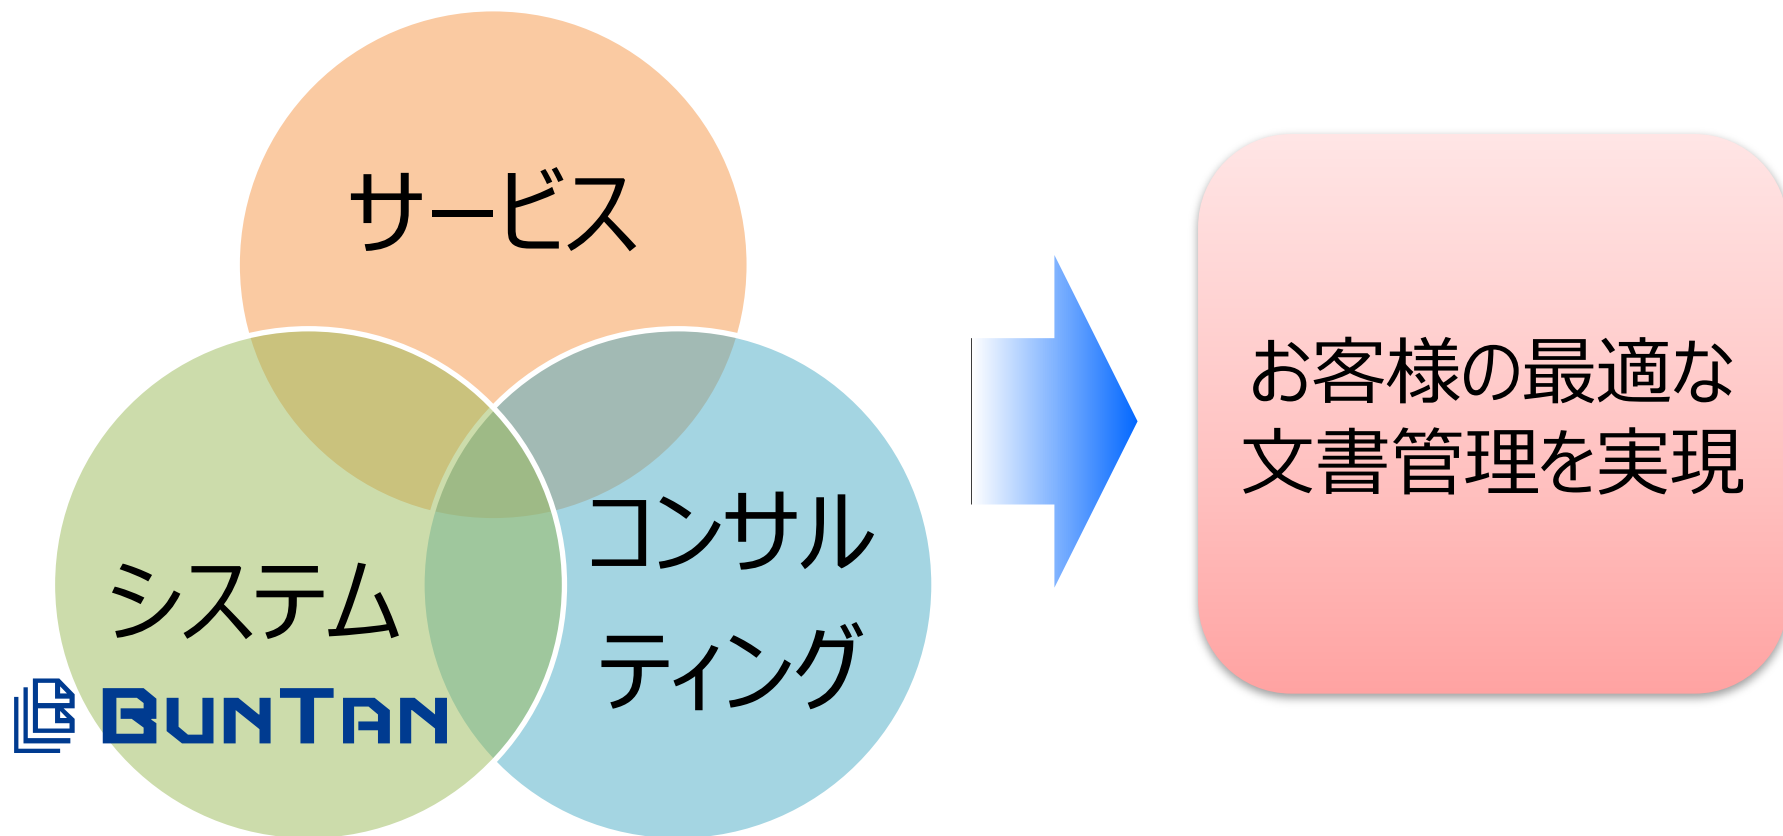 サービス
システム
BUNTAN
コンサル
ティング
お客様の最適な
文書管理を実現